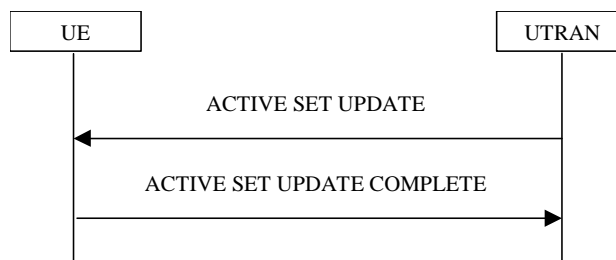 UE
UTRAN
ACTIVE SET UPDATE
ACTIVE SET UPDATE COMPLETE